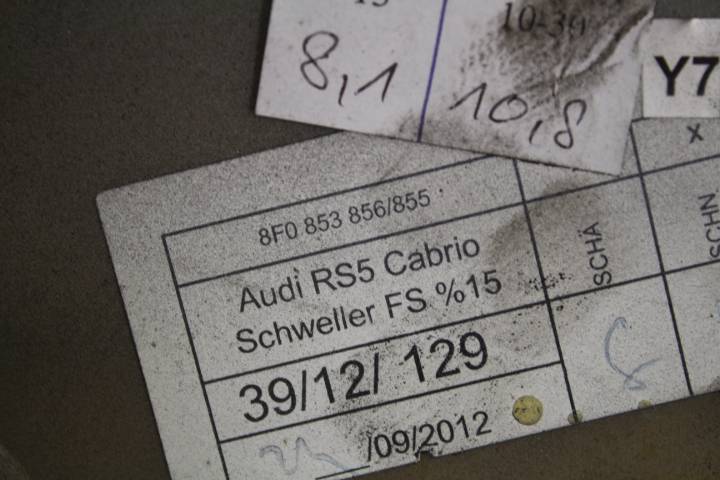 10-39
8,1
10,8
Y7
X
8F0 853 856/855
Audi RS5 Cabrio
Schweller FS %15
SCHA
SCHN
39/12/ 129
/09/2012